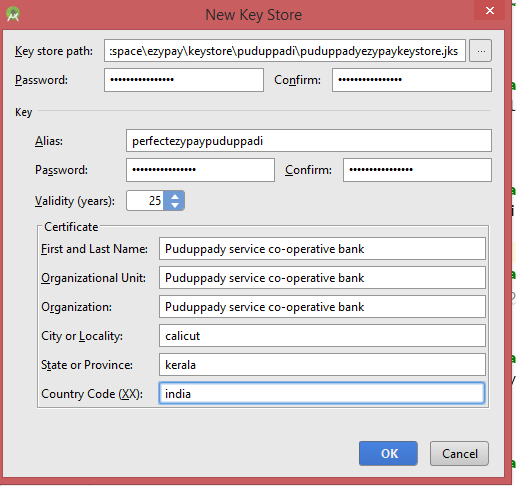 New Key Store
Key store path: :space\ezypay\keystore\puduppadi\puduppadyezypaykeystore.jks ...
Password: •••••••••••••••• Confirm: ••••••••••••••••
Key
Alias: perfectezypaypuduppadi
Password: •••••••••••••••• Confirm: ••••••••••••••••
Validity (years): 25
Certificate
First and Last Name: Puduppady service co-operative bank
Organizational Unit: Puduppady service co-operative bank
Organization: Puduppady service co-operative bank
City or Locality: calicut
State or Province: kerala
Country Code (XX): india
OK Cancel